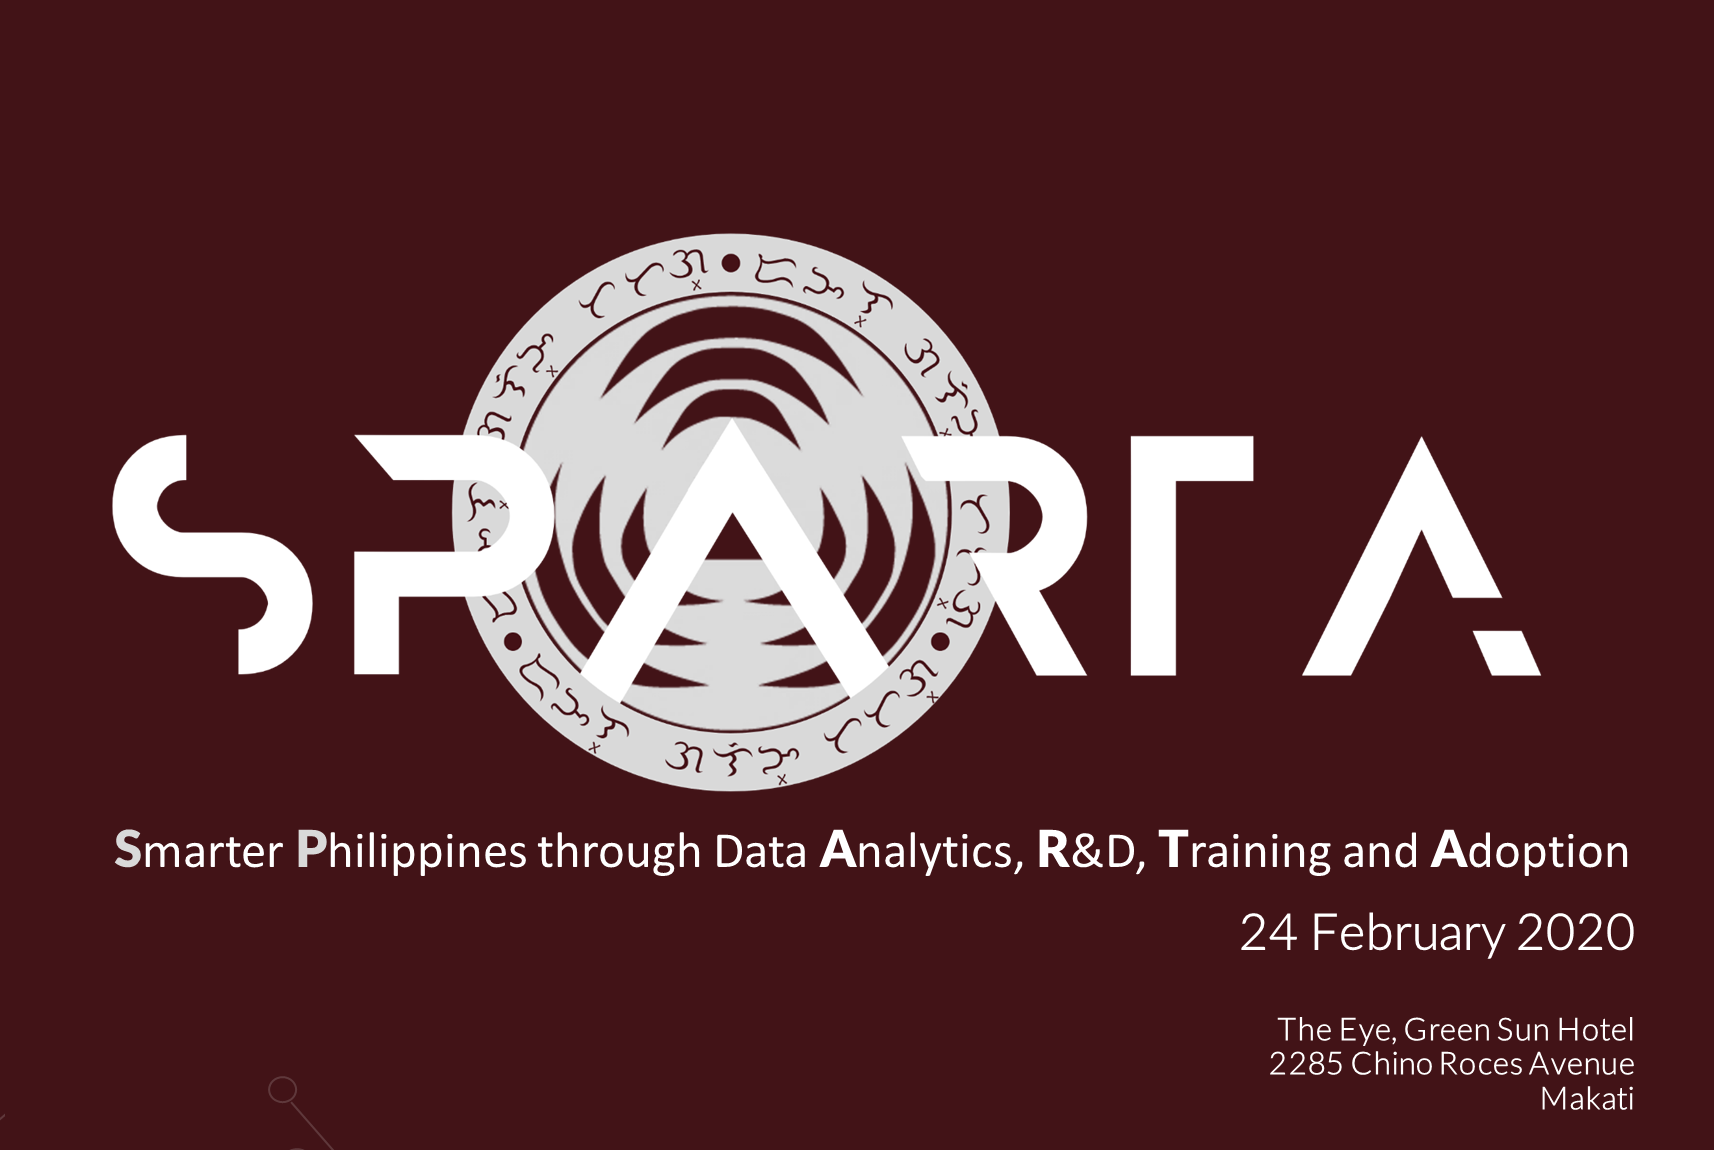 SPARTA
Smarter Philippines through Data Analytics, R&D, Training and Adoption
24 February 2020
The Eye, Green Sun Hotel
2285 Chino Roces Avenue
Makati